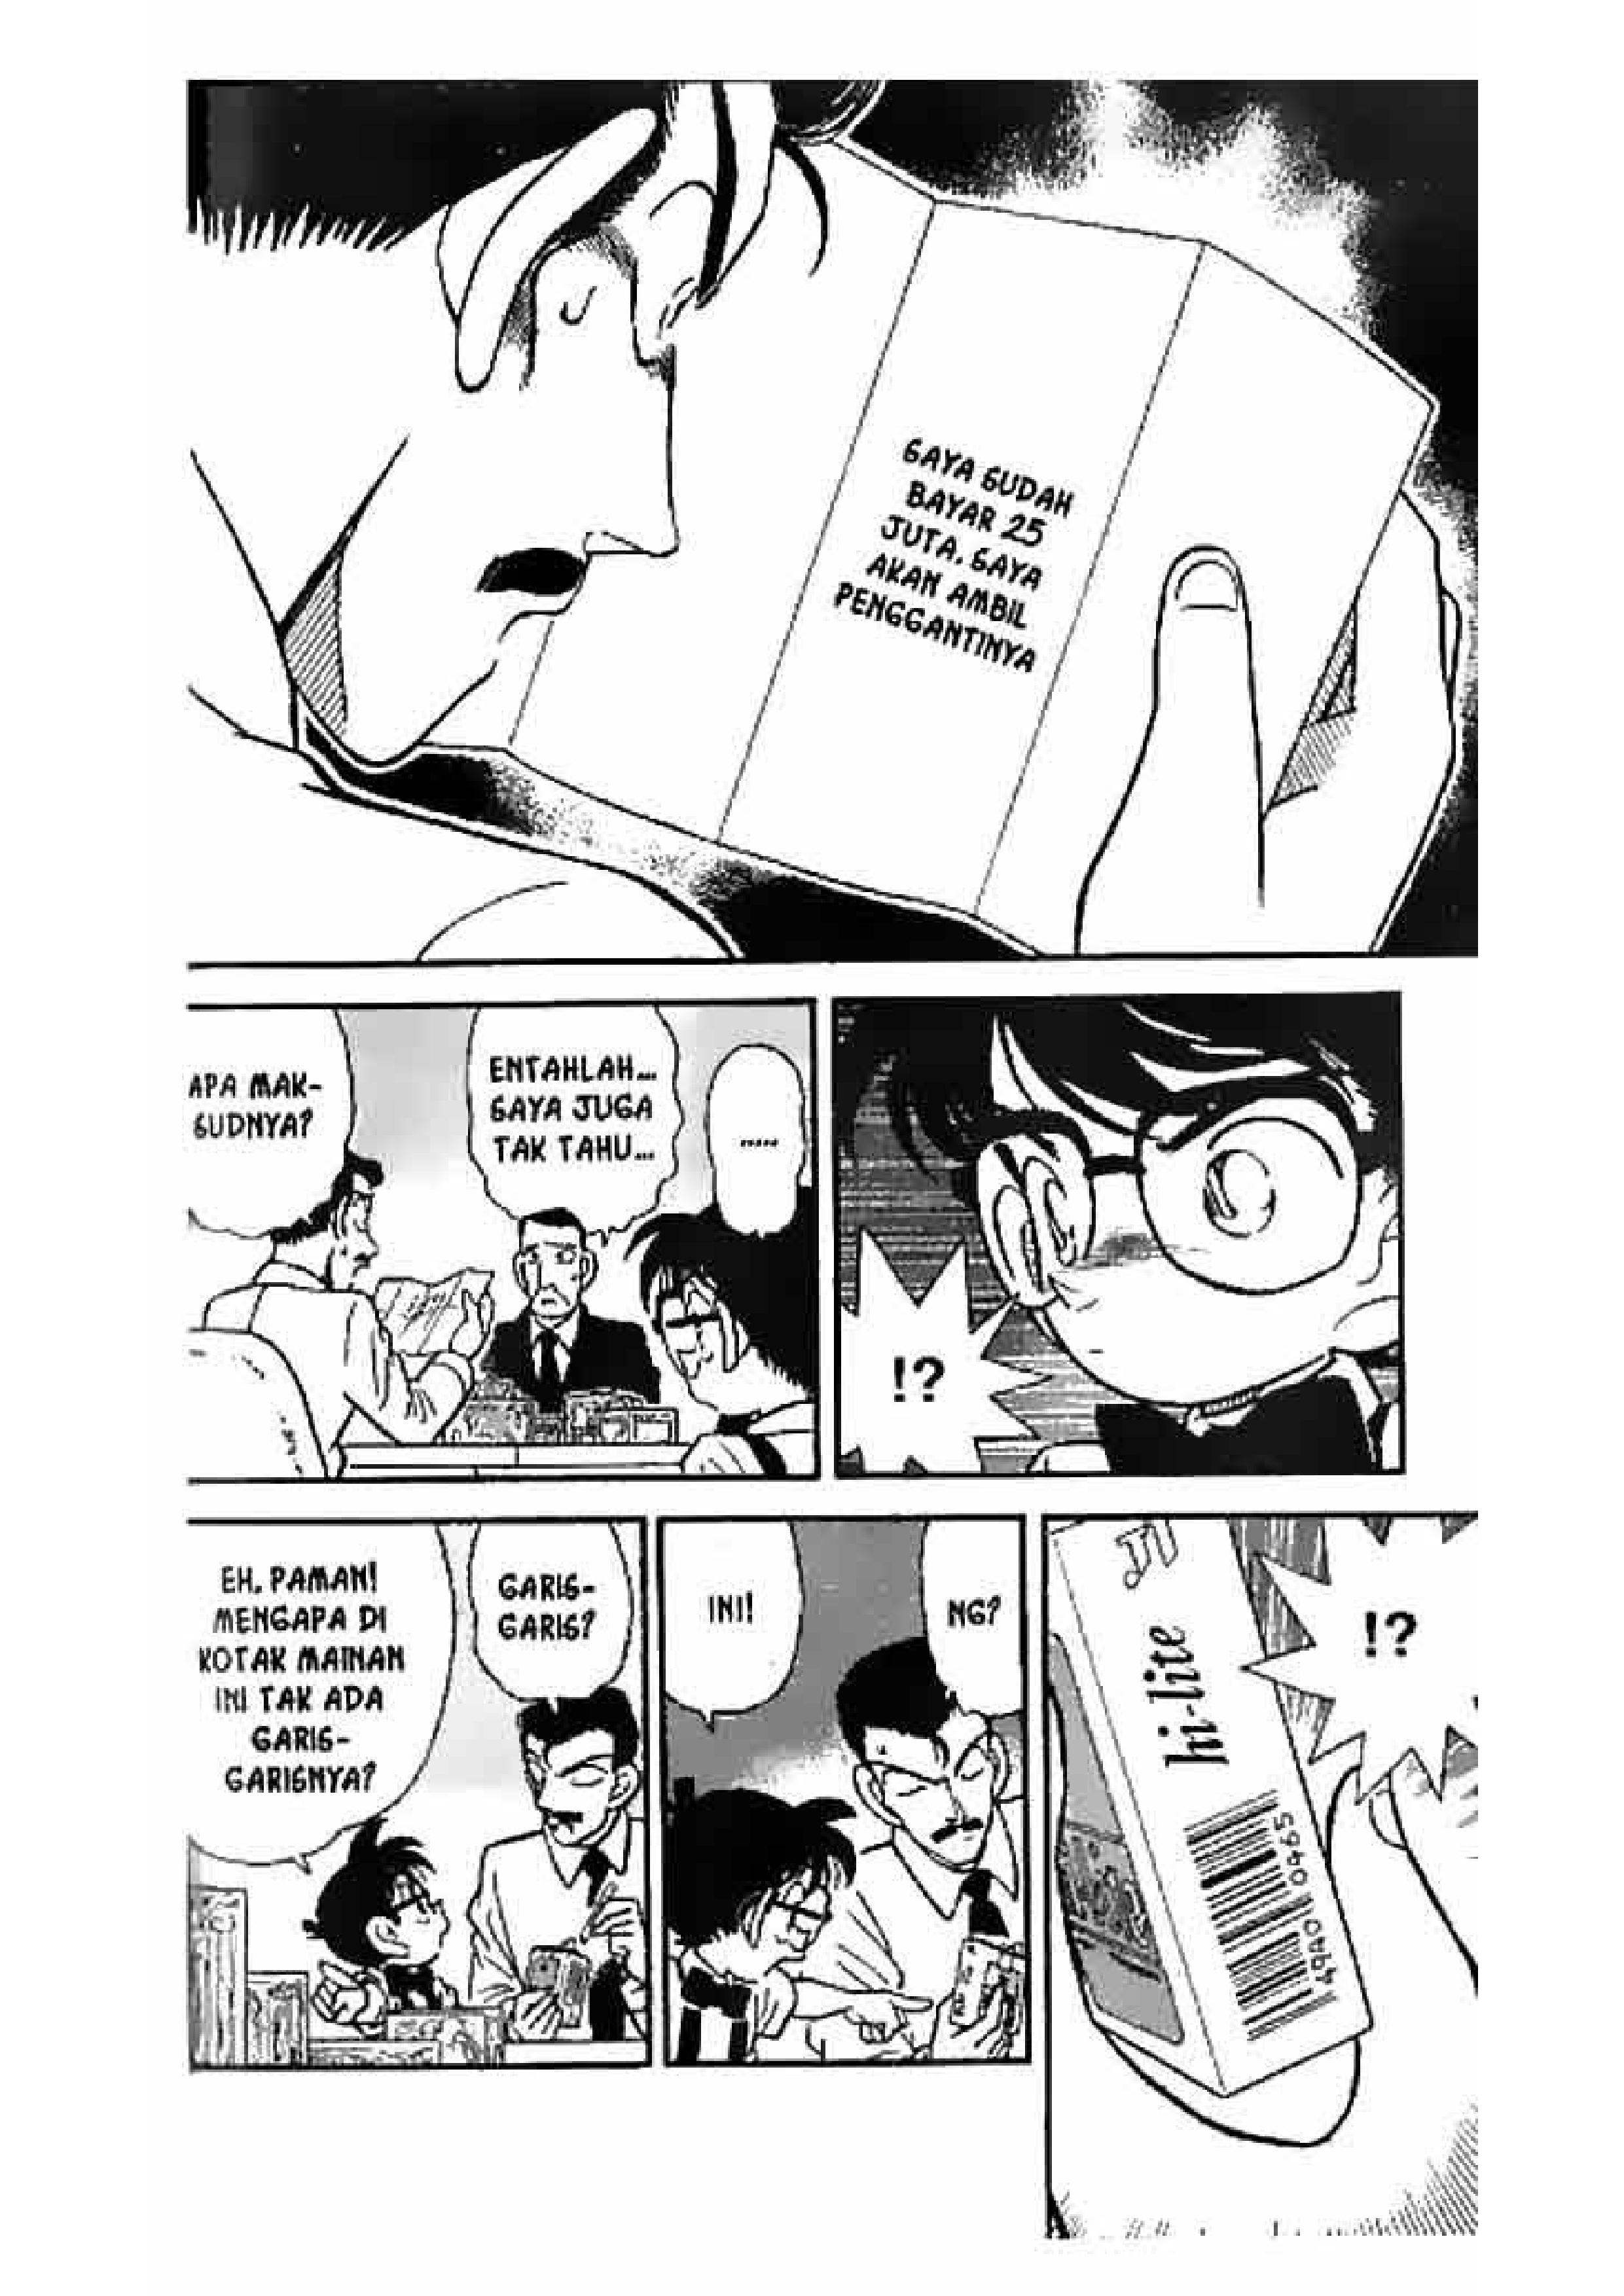 SAYA SUDAH
BAYAR 25
JUTA. SAYA
AKAN AMBIL
PENGGANTINYA
APA MAK-
SUDNYA?
ENTAHLAH...
SAYA JUGA
TAK TAHU...
.....
!?
EH, PAMAN!
MENGAPA DI
KOTAK MAINAN
INI TAK ADA
GARIS-
GARISNYA?
GARIS-
GARIS?
INI!
NG?
JT
hi-lite
4940 0465
!?